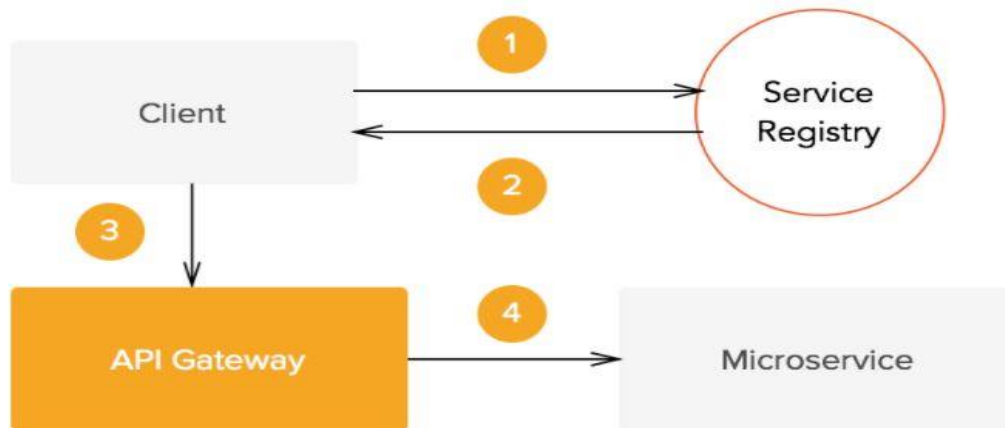 1
Client
Service
Registry
2
3
4
API Gateway
Microservice